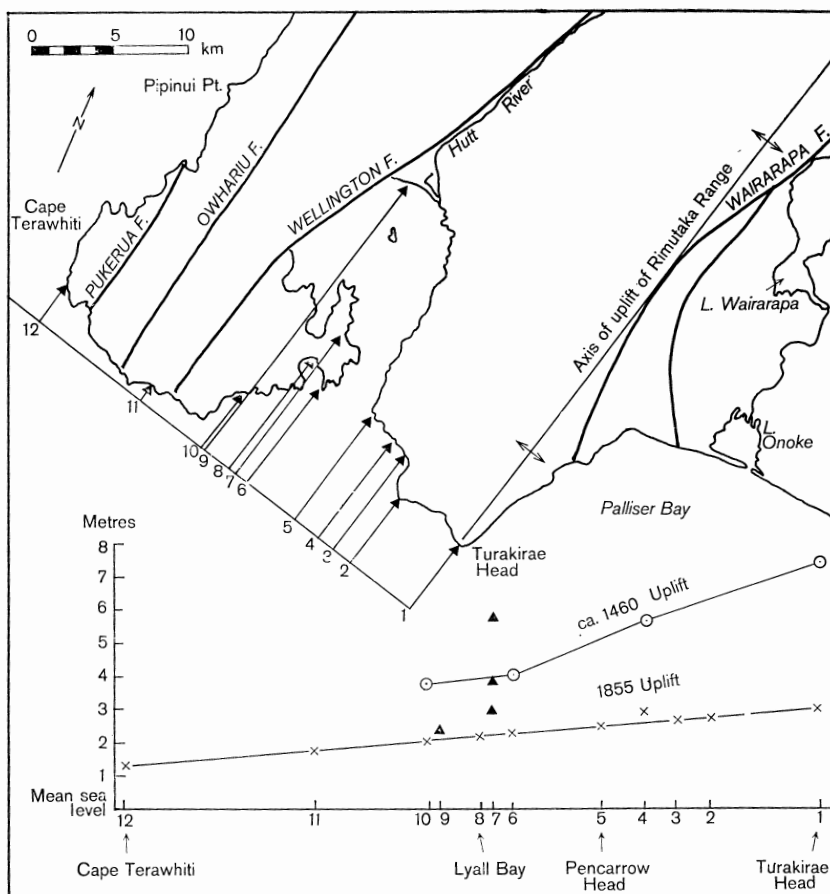 0 5 10
km
Pipinui Pt.
N
Cape
Terawhiti
PUKERUA F.
OWHARIU F.
WELLINGTON F.
Hutt River
Axis of uplift of Rimutaka Range
WAIRARAPA F.
L. Wairarapa
L.
Onoke
Palliser Bay
Turakirae
Head
12
11
10
9
8
7
6
5
4
3
2
1
Metres
8
7
6
5
4
3
2
1
Mean sea
level
ca. 1460 Uplift
1855 Uplift
12 11 10 9 8 7 6 5 4 3 2 1
Cape Terawhiti
Lyall Bay
Pencarrow
Head
Turakirae
Head